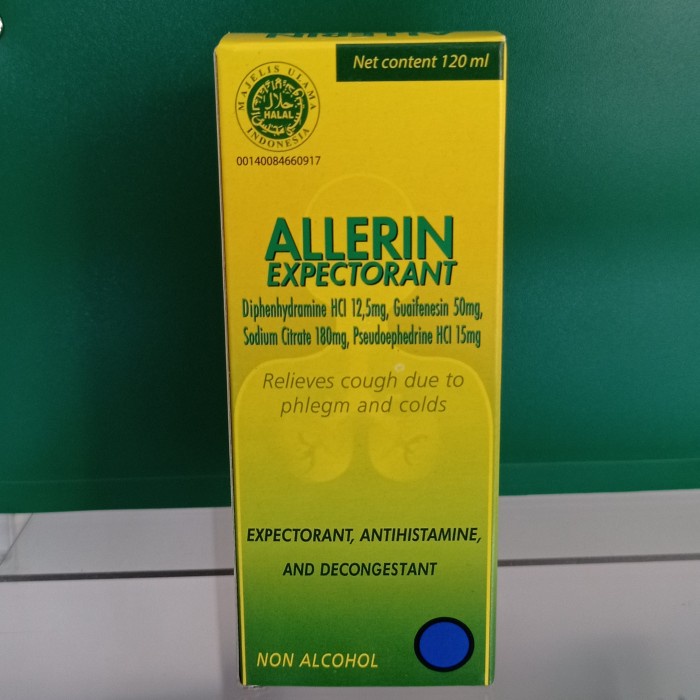 Net content 120 ml
MAJELIS ULAMA
حلال
HALAL
INDONESIA
00140084660917
ALLERIN
EXPECTORANT
Diphenhydramine HCl 12,5mg, Guaifenesin 50mg,
Sodium Citrate 180mg, Pseudoephedrine HCl 15mg
Relieves cough due to
phlegm and colds
EXPECTORANT, ANTIHISTAMINE,
AND DECONGESTANT
NON ALCOHOL